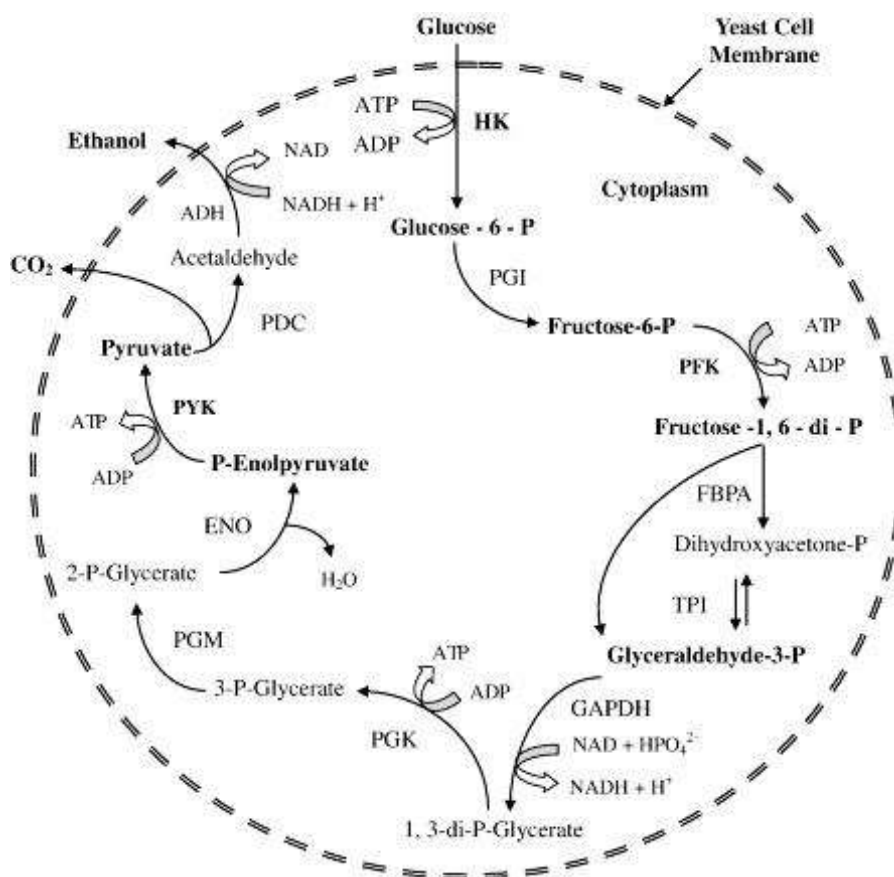 Glucose
Yeast Cell
Membrane
ATP
HK
ADP
Ethanol
NAD
NADH + H⁺
ADH
Cytoplasm
Glucose - 6 - P
Acetaldehyde
CO₂
PGI
PDC
Fructose-6-P
ATP
Pyruvate
PFK
ADP
PYK
ATP
Fructose -1, 6 - di - P
ADP
P-Enolpyruvate
FBPA
ENO
Dihydroxyacetone-P
2-P-Glycerate
H₂O
TPI
PGM
Glyceraldehyde-3-P
ATP
3-P-Glycerate
ADP
GAPDH
PGK
NAD + HPO₄²⁻
NADH + H⁺
1, 3-di-P-Glycerate